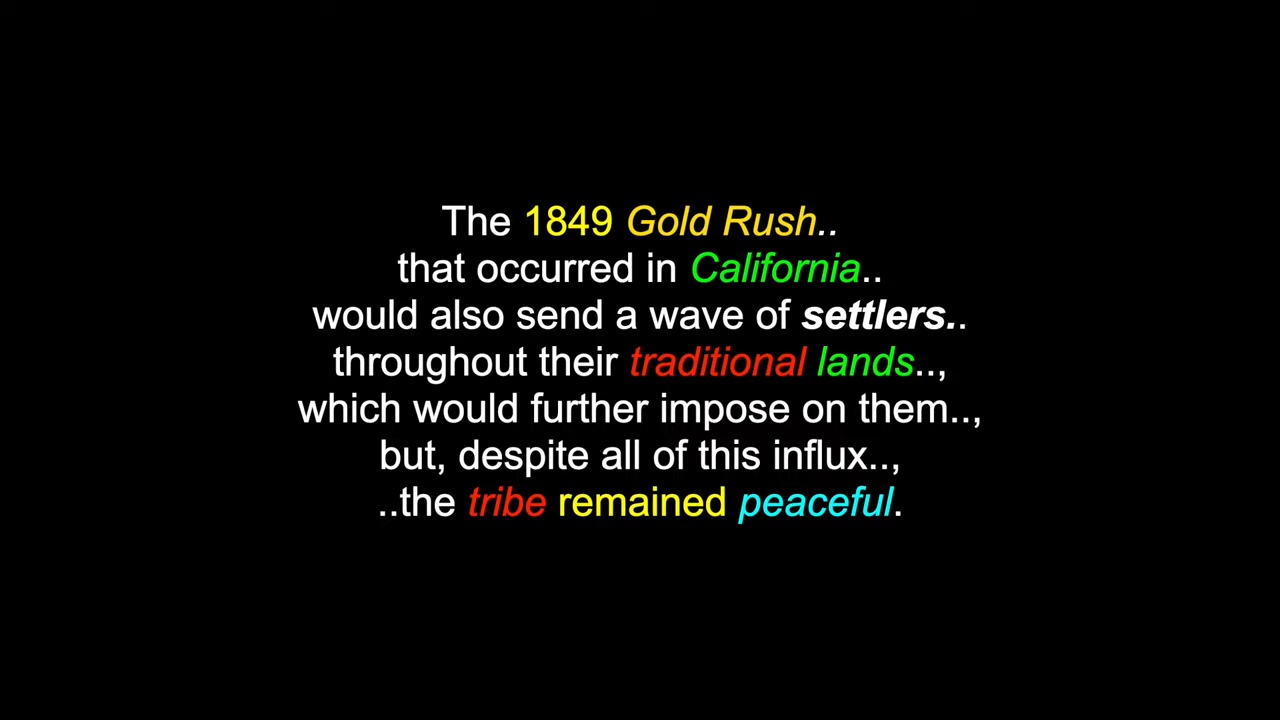 The 1849 Gold Rush..
that occurred in California..
would also send a wave of settlers..
throughout their traditional lands..,
which would further impose on them..,
but, despite all of this influx..,
..the tribe remained peaceful.